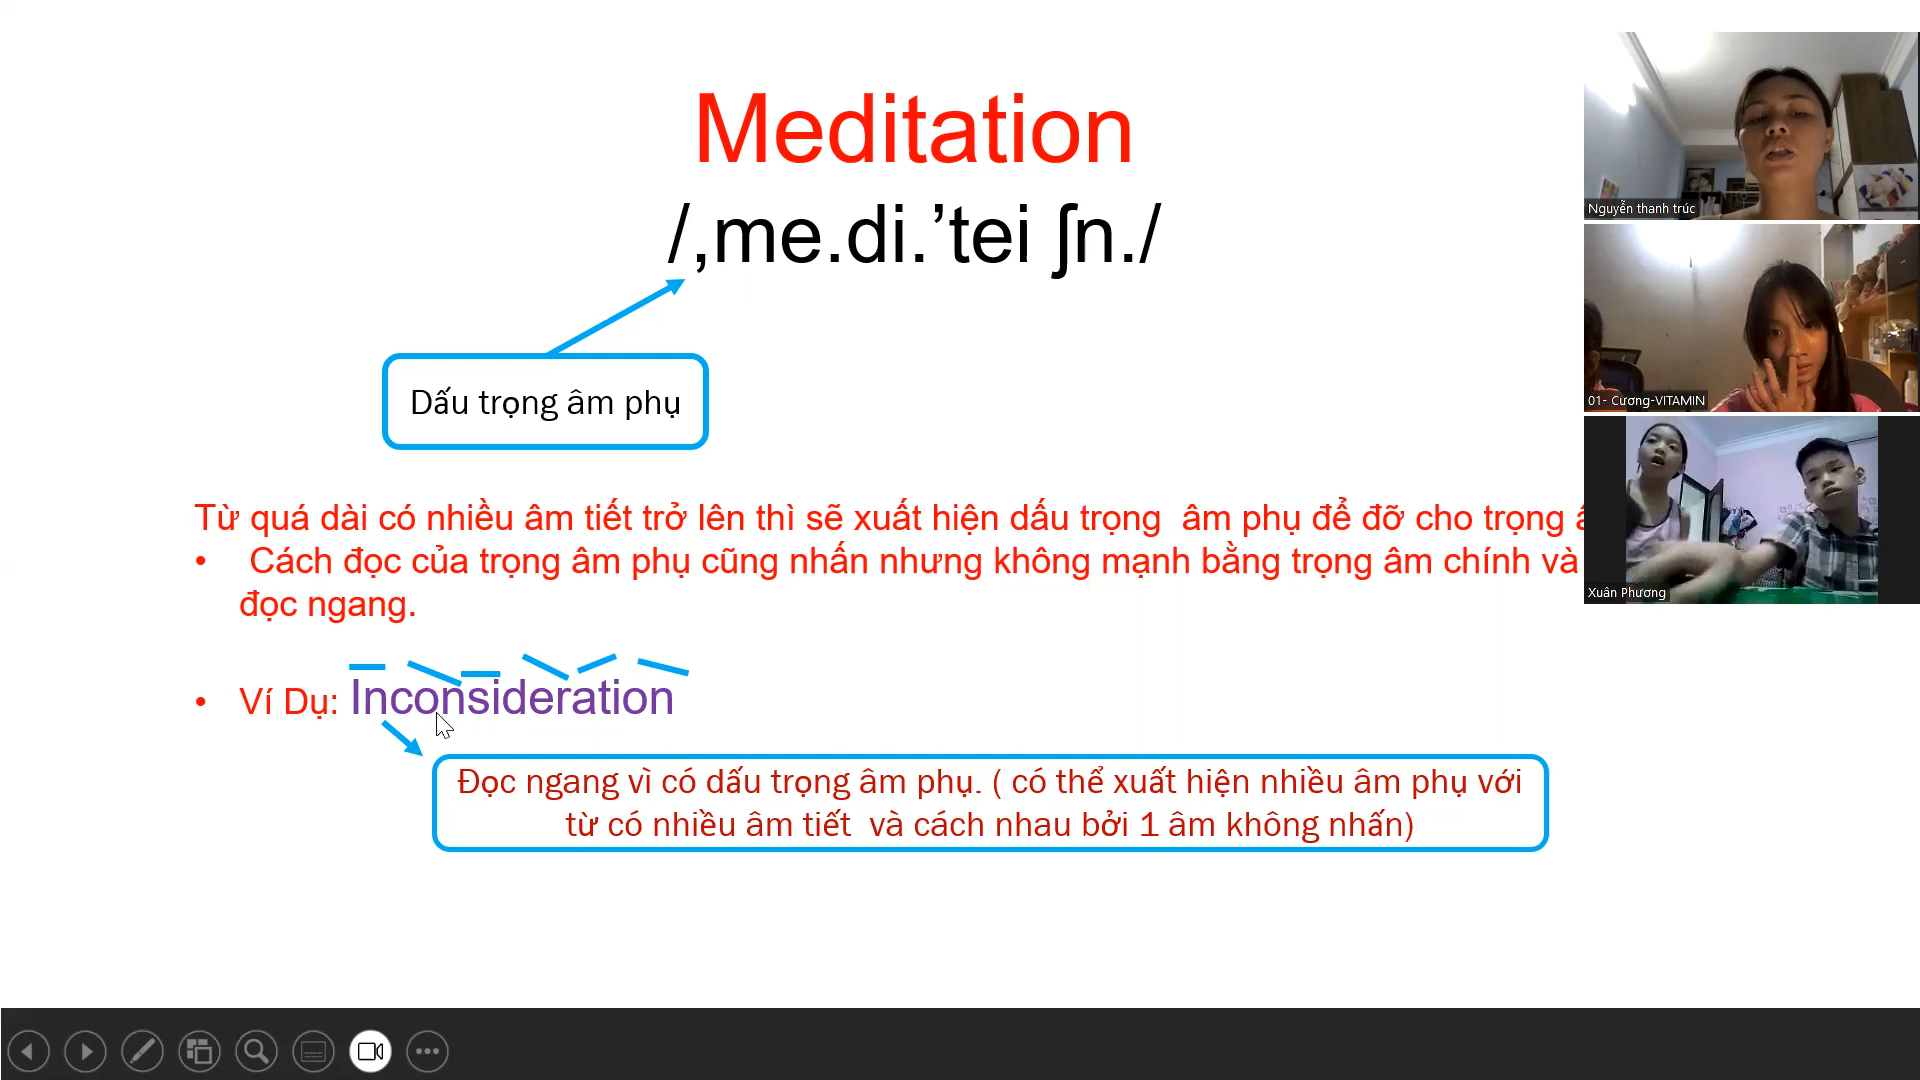 Meditation
/,me.di.’tei ʃn./
Dấu trọng âm phụ
Từ quá dài có nhiều âm tiết trở lên thì sẽ xuất hiện dấu trọng  âm phụ để đỡ cho trọng
•  Cách đọc của trọng âm phụ cũng nhấn nhưng không mạnh bằng trọng âm chính và
đọc ngang.
• Ví Dụ: Inconsideration
Đọc ngang vì có dấu trọng âm phụ. ( có thể xuất hiện nhiều âm phụ với
từ có nhiều âm tiết  và cách nhau bởi 1 âm không nhấn)
Nguyễn thanh trúc
01- Cương-VITAMIN
Xuân Phương